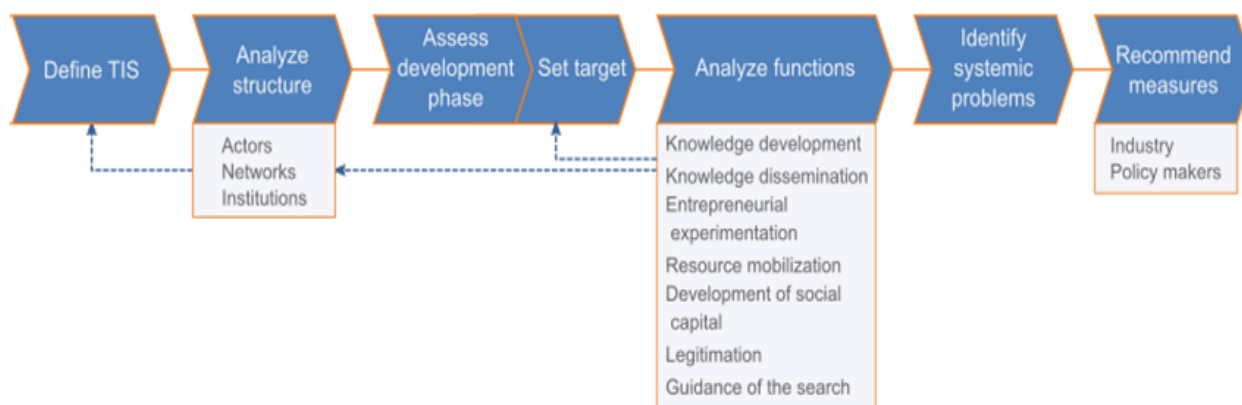 Define TIS
Analyze
structure
Assess
development
phase
Set target
Analyze functions
Identify
systemic
problems
Recommend
measures
Actors
Networks
Institutions
Knowledge development
Knowledge dissemination
Entrepreneurial
experimentation
Resource mobilization
Development of social
capital
Legitimation
Guidance of the search
Industry
Policy makers